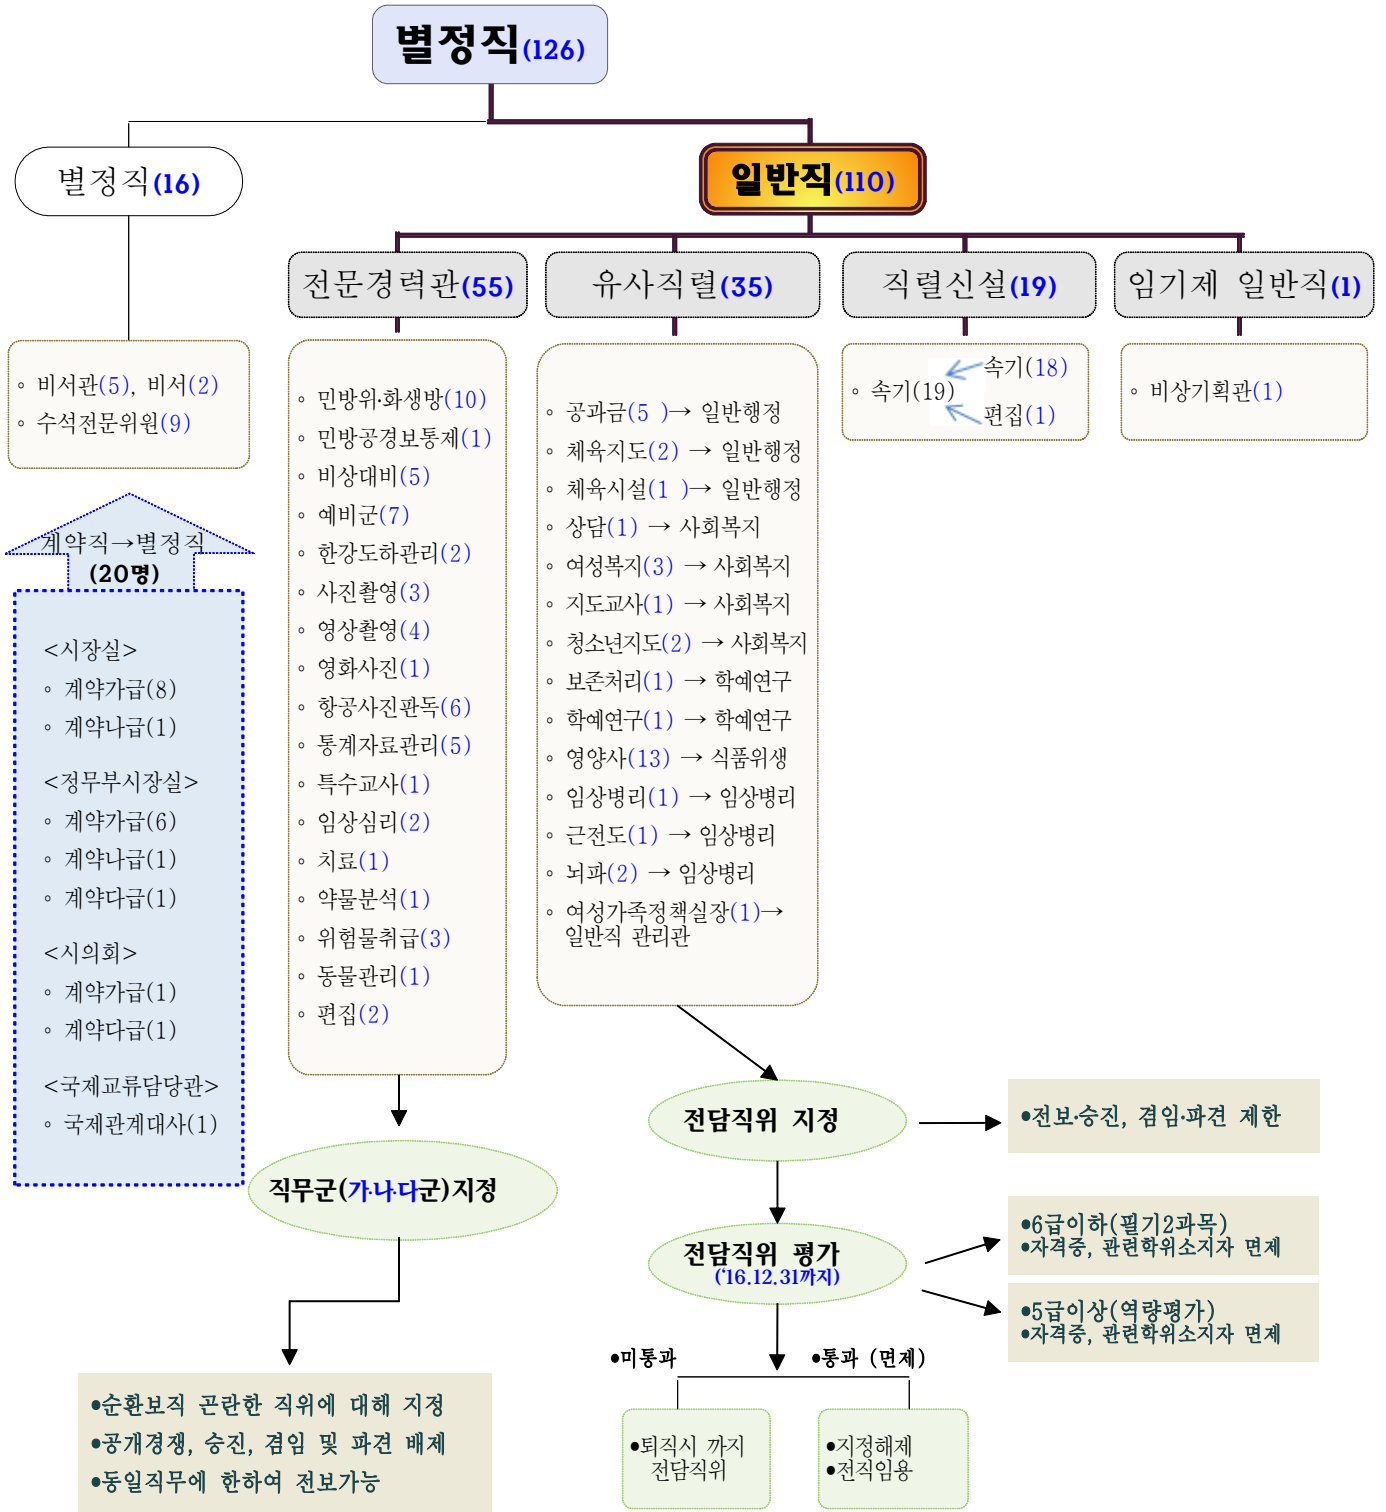 별정직(126)
별정직(16)
일반직(110)
전문경력관(55)
유사직렬(35)
직렬신설(19)
임기제 일반직(1)
◦ 비서관(5), 비서(2)
◦ 수석전문위원(9)
계약직→별정직
(20명)
<시장실>
◦ 계약가급(8)
◦ 계약나급(1)
<정무부시장실>
◦ 계약가급(6)
◦ 계약나급(1)
◦ 계약다급(1)
<시의회>
◦ 계약가급(1)
◦ 계약다급(1)
<국제교류담당관>
◦ 국제관계대사(1)
◦ 민방위·화생방(10)
◦ 민방공경보통제(1)
◦ 비상대비(5)
◦ 예비군(7)
◦ 한강도하관리(2)
◦ 사진촬영(3)
◦ 영상촬영(4)
◦ 영화사진(1)
◦ 항공사진판독(6)
◦ 통계자료관리(5)
◦ 특수교사(1)
◦ 임상심리(2)
◦ 치료(1)
◦ 약물분석(1)
◦ 위험물취급(3)
◦ 동물관리(1)
◦ 편집(2)
◦ 공과금(5 )→ 일반행정
◦ 체육지도(2) → 일반행정
◦ 체육시설(1 )→ 일반행정
◦ 상담(1) → 사회복지
◦ 여성복지(3) → 사회복지
◦ 지도교사(1) → 사회복지
◦ 청소년지도(2) → 사회복지
◦ 보존처리(1) → 학예연구
◦ 학예연구(1) → 학예연구
◦ 영양사(13) → 식품위생
◦ 임상병리(1) → 임상병리
◦ 근전도(1) → 임상병리
◦ 뇌파(2) → 임상병리
◦ 여성가족정책실장(1)→
일반직 관리관
◦ 속기(19)
속기(18)
편집(1)
◦ 비상기획관(1)
직무군(가·나·다군)지정
•순환보직 곤란한 직위에 대해 지정
•공개경쟁, 승진, 겸임 및 파견 배제
•동일직무에 한하여 전보가능
전담직위 지정
•전보·승진, 겸임·파견 제한
전담직위 평가
(‘16.12.31까지)
•6급이하(필기2과목)
•자격증, 관련학위소지자 면제
•5급이상(역량평가)
•자격증, 관련학위소지자 면제
•미통과
•통과 (면제)
•퇴직시 까지
전담직위
•지정해제
•전직임용